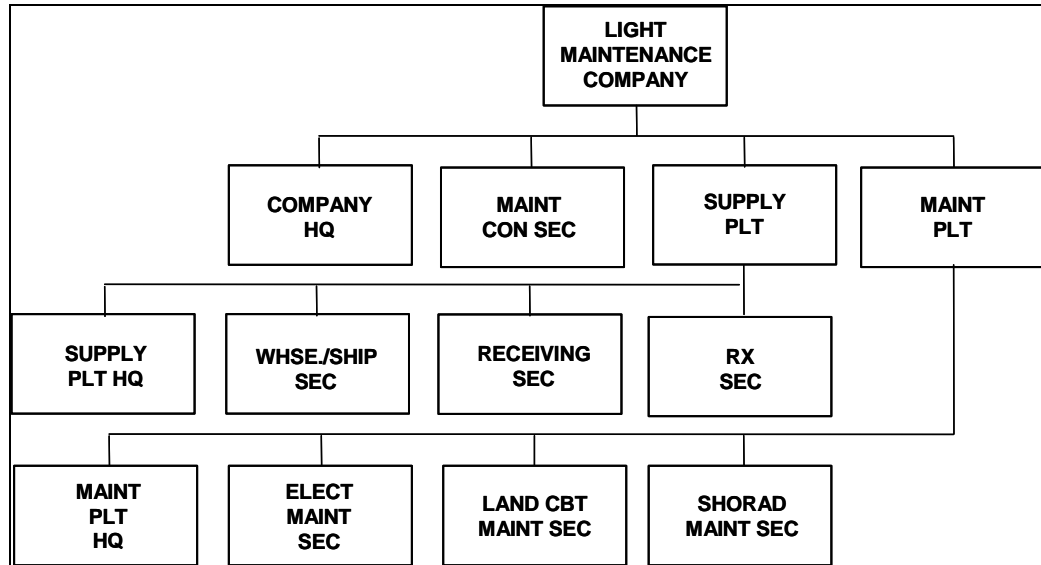 LIGHT
MAINTENANCE
COMPANY
COMPANY
HQ
MAINT
CON SEC
SUPPLY
PLT
MAINT
PLT
SUPPLY
PLT HQ
WHSE./SHIP
SEC
RECEIVING
SEC
RX
SEC
MAINT
PLT
HQ
ELECT
MAINT
SEC
LAND CBT
MAINT SEC
SHORAD
MAINT SEC